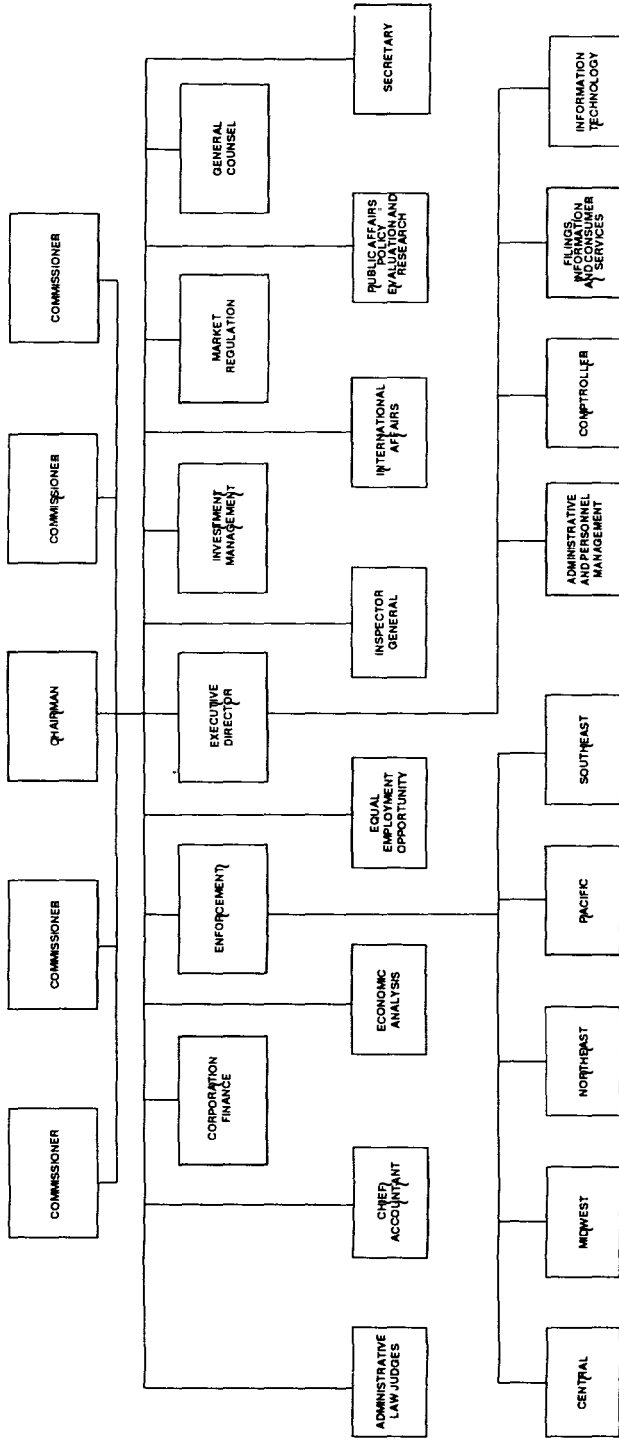 COMMISSIONER
COMMISSIONER
CHAIRMAN
COMMISSIONER
COMMISSIONER
CORPORATION
FINANCE
ENFORCEMENT
EXECUTIVE
DIRECTOR
INVESTMENT
MANAGEMENT
MARKET
REGULATION
GENERAL
COUNSEL
ADMINISTRATIVE
LAW JUDGES
CHIEF
ACCOUNTANT
ECONOMIC
ANALYSIS
EQUAL
EMPLOYMENT
OPPORTUNITY
INSPECTOR
GENERAL
INTERNATIONAL
AFFAIRS
PUBLIC AFFAIRS
POLICY
EVALUATION AND
RESEARCH
SECRETARY
CENTRAL
MIDWEST
NORTHEAST
PACIFIC
SOUTHEAST
ADMINISTRATIVE
AND PERSONNEL
MANAGEMENT
COMPTROLLER
FILINGS,
INFORMATION
AND CONSUMER
SERVICES
INFORMATION
TECHNOLOGY